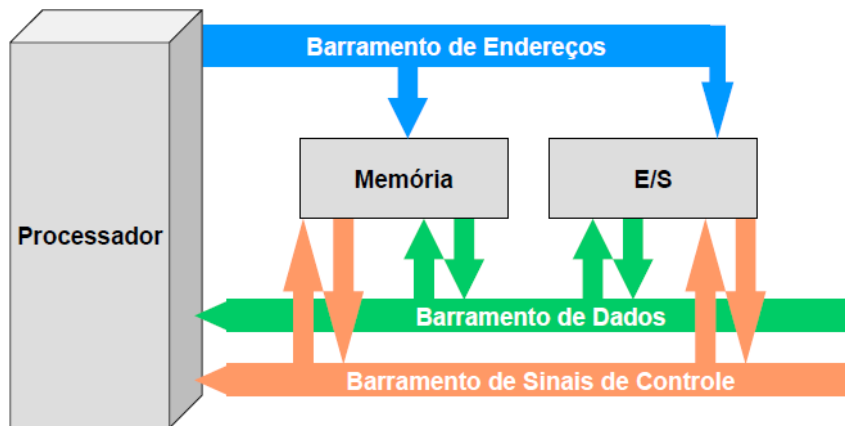 Barramento de Endereços
Memória
E/S
Processador
Barramento de Dados
Barramento de Sinais de Controle